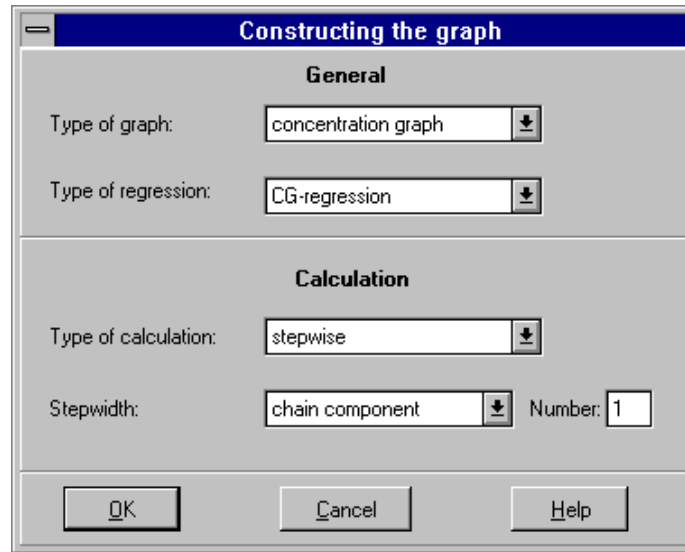 Constructing the graph
General
Type of graph: concentration graph
Type of regression: CG-regression
Calculation
Type of calculation: stepwise
Stepwidth: chain component Number: 1
OK Cancel Help